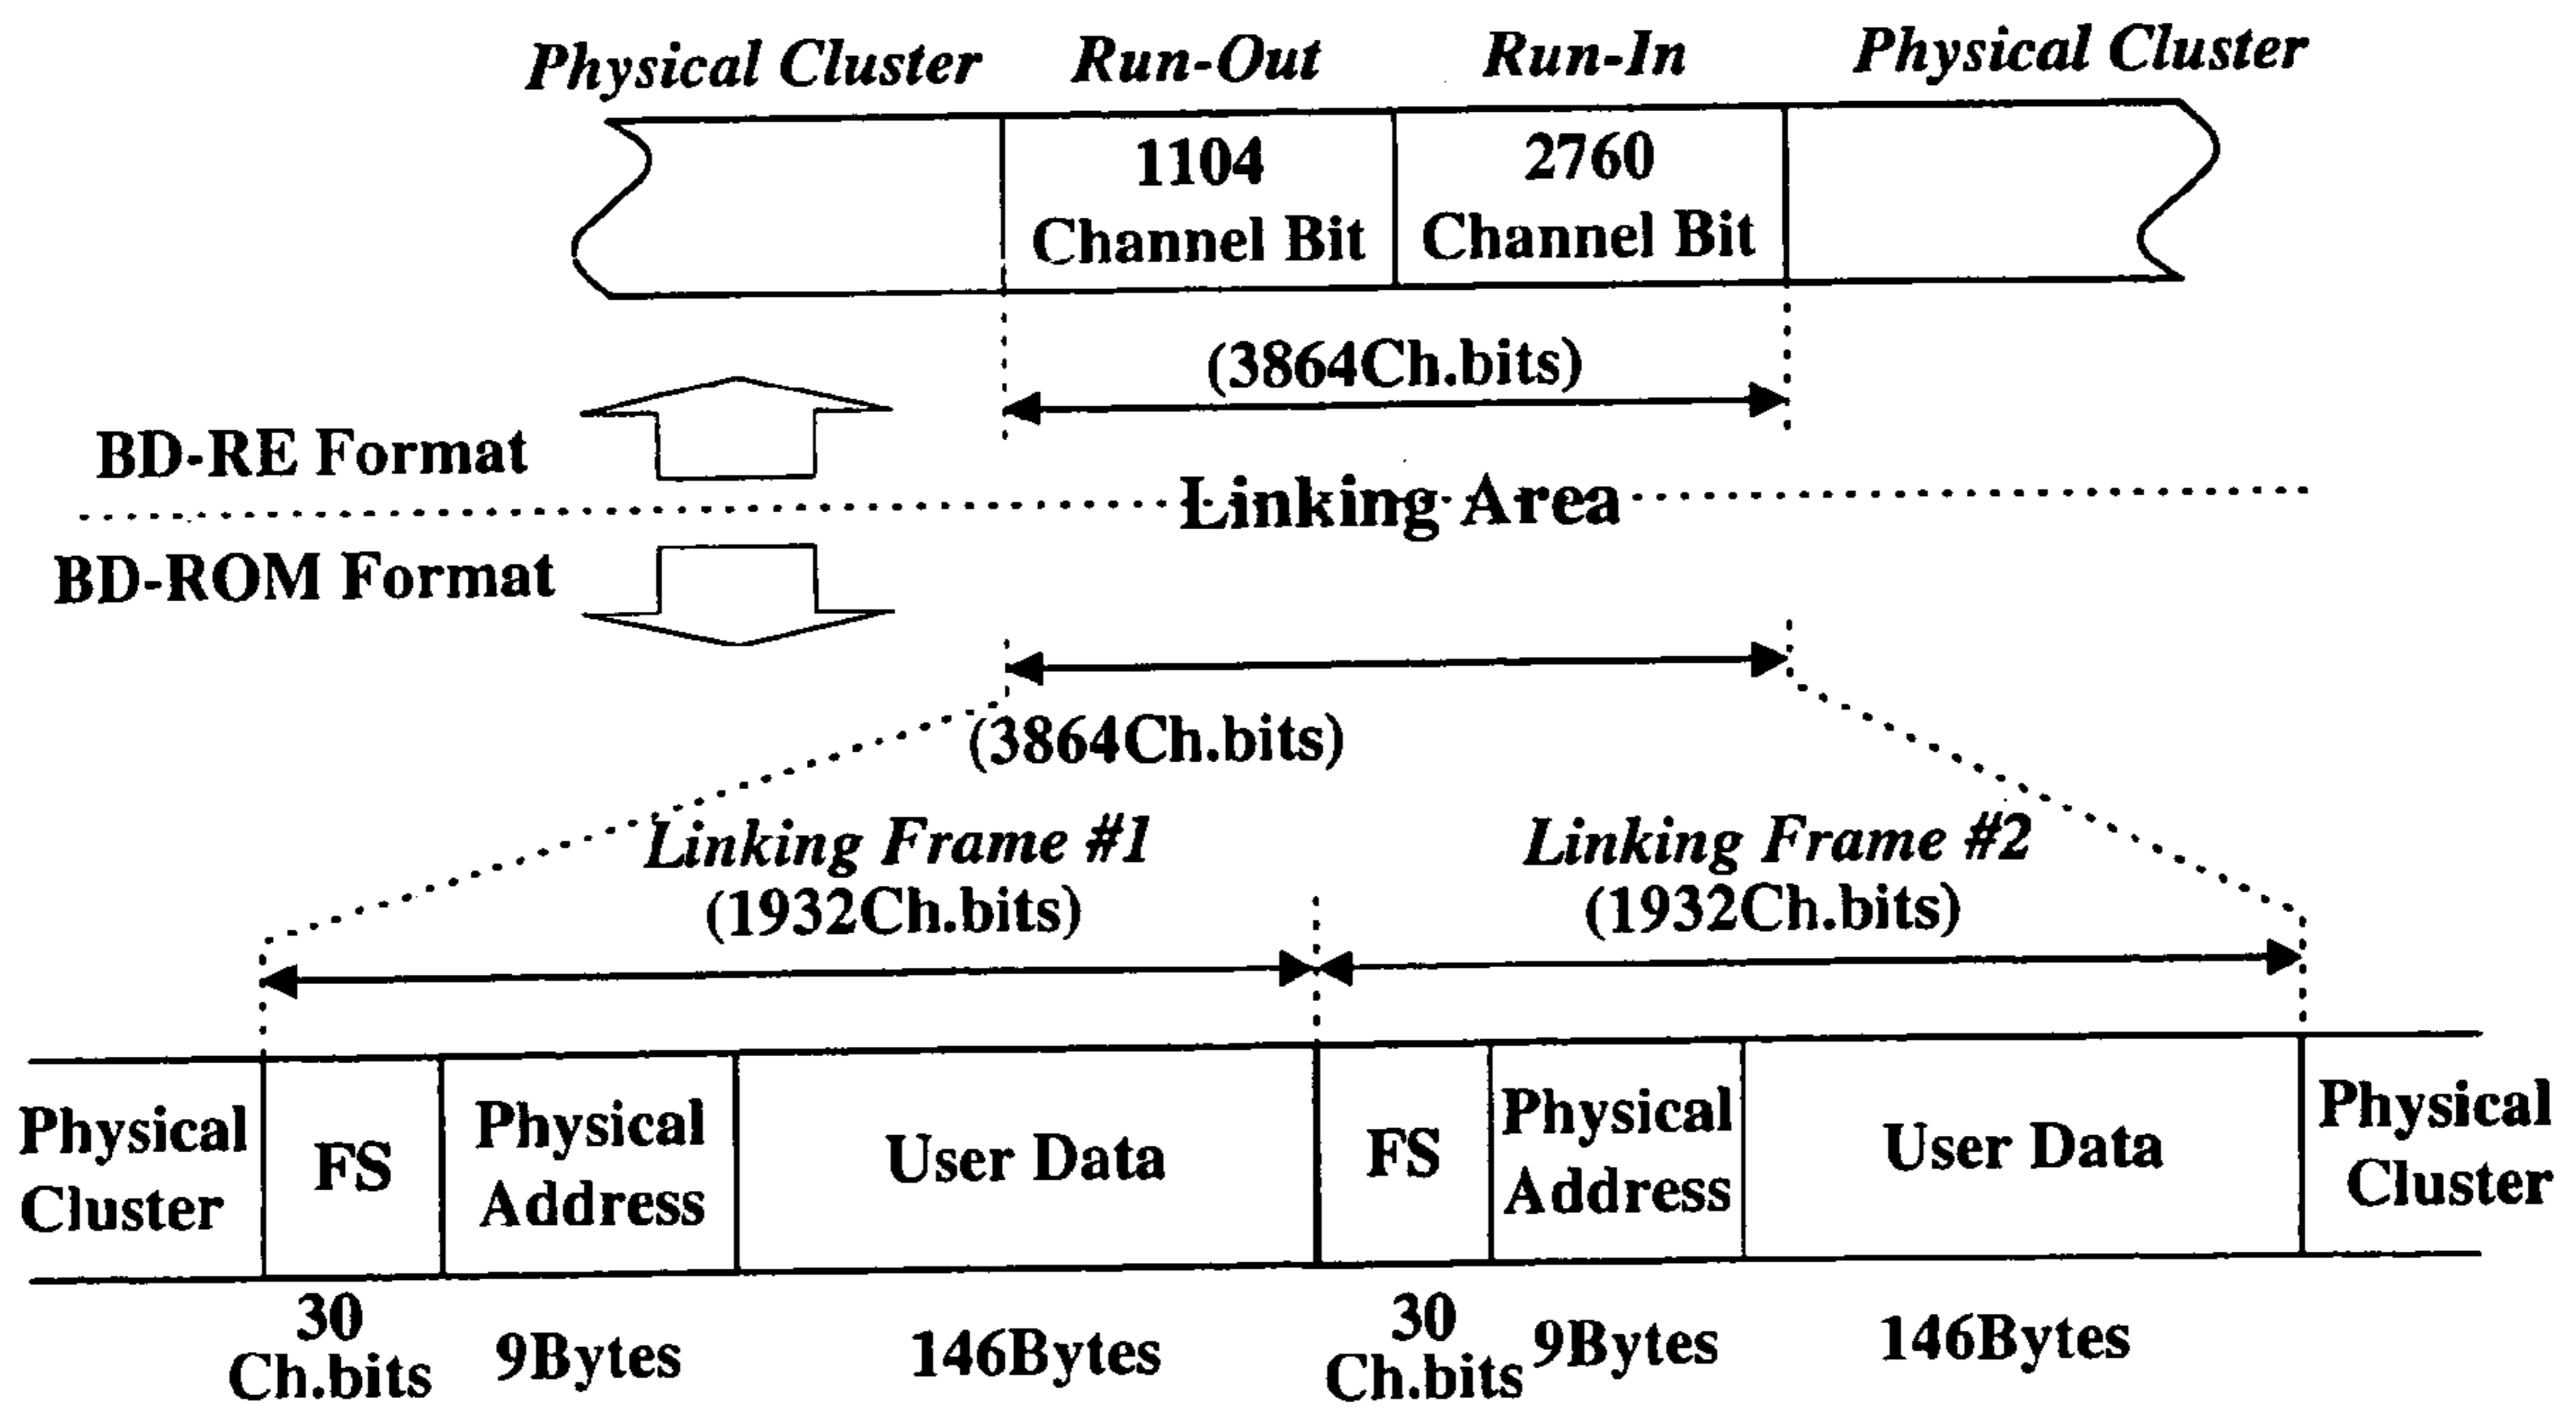 Physical Cluster Run-Out Run-In Physical Cluster
1104 2760
Channel Bit Channel Bit
(3864Ch.bits)
BD-RE Format
Linking Area
BD-ROM Format
(3864Ch.bits)
Linking Frame #1 Linking Frame #2
(1932Ch.bits) (1932Ch.bits)
Physical Physical Physical Physical
Cluster FS Address User Data FS Address User Data Cluster
30 30
Ch.bits 9Bytes 146Bytes Ch.bits 9Bytes 146Bytes